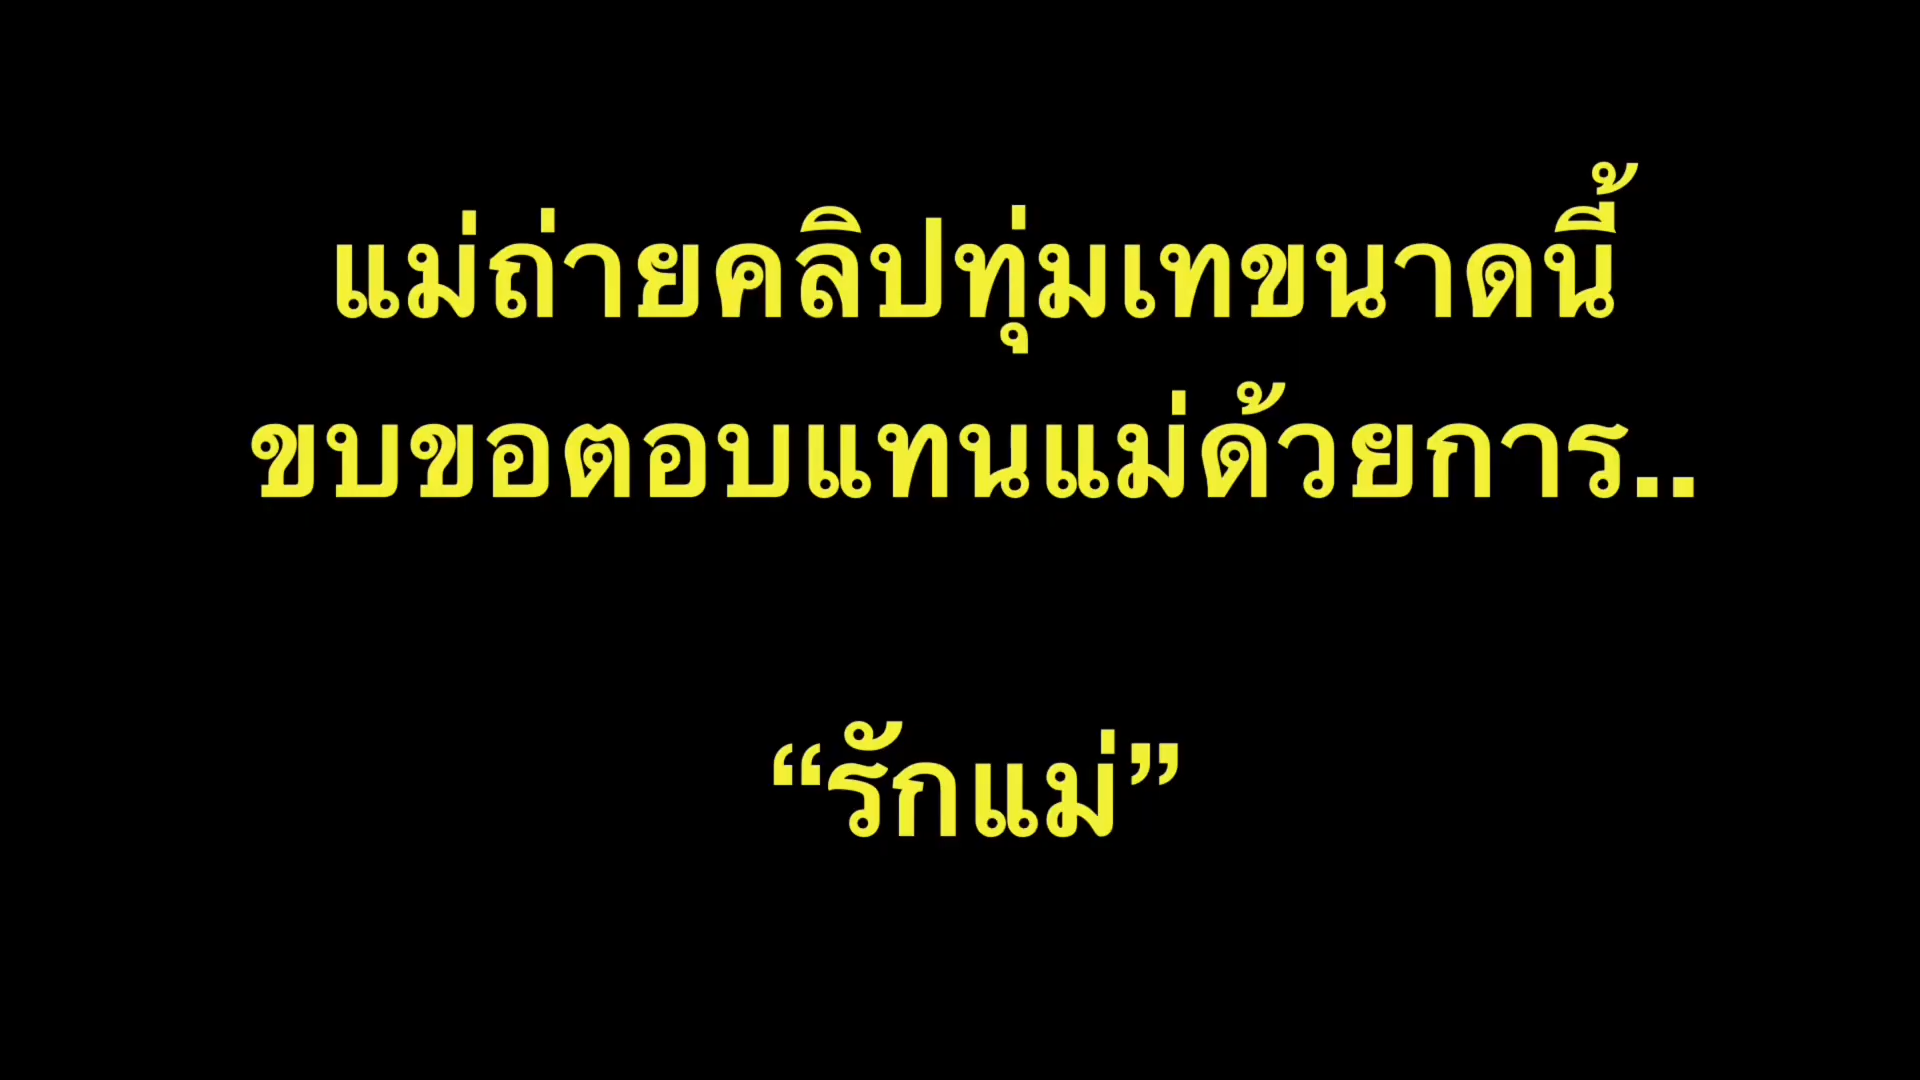 แม่ถ่ายคลิปทุ่มเทขนาดนี้
ขบขอตอบแทนแม่ด้วยการ..
“รักแม่”